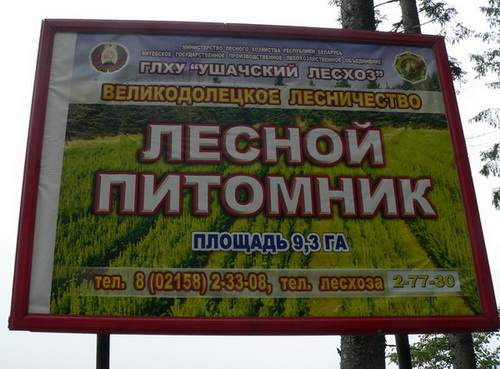 МИНИСТЕРСТВО ЛЕСНОГО ХОЗЯЙСТВА РЕСПУБЛИКИ БЕЛАРУСЬ
ВИТЕБСКОЕ ГОСУДАРСТВЕННОЕ ПРОИЗВОДСТВЕННОЕ ЛЕСОХОЗЯЙСТВЕННОЕ ОБЪЕДИНЕНИЕ
ГЛХУ "УШАЧСКИЙ ЛЕСХОЗ"
ВЕЛИКОДОЛЕЦКОЕ ЛЕСНИЧЕСТВО
ЛЕСНОЙ
ПИТОМНИК
ПЛОЩАДЬ 9,3 ГА
тел. 8 (02158) 2-33-08, тел. лесхоза 2-77-30